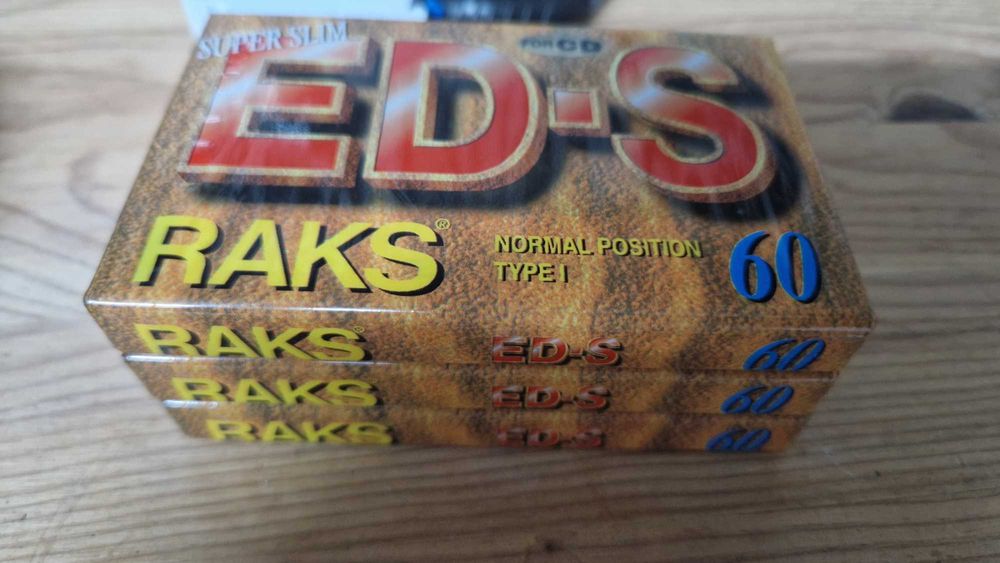 SUPER SLIM
FOR CD
ED-S
RAKS®
NORMAL POSITION
TYPE I
60
RAKS® ED-S 60
RAKS ED-S 60
RAKS ED-S 60